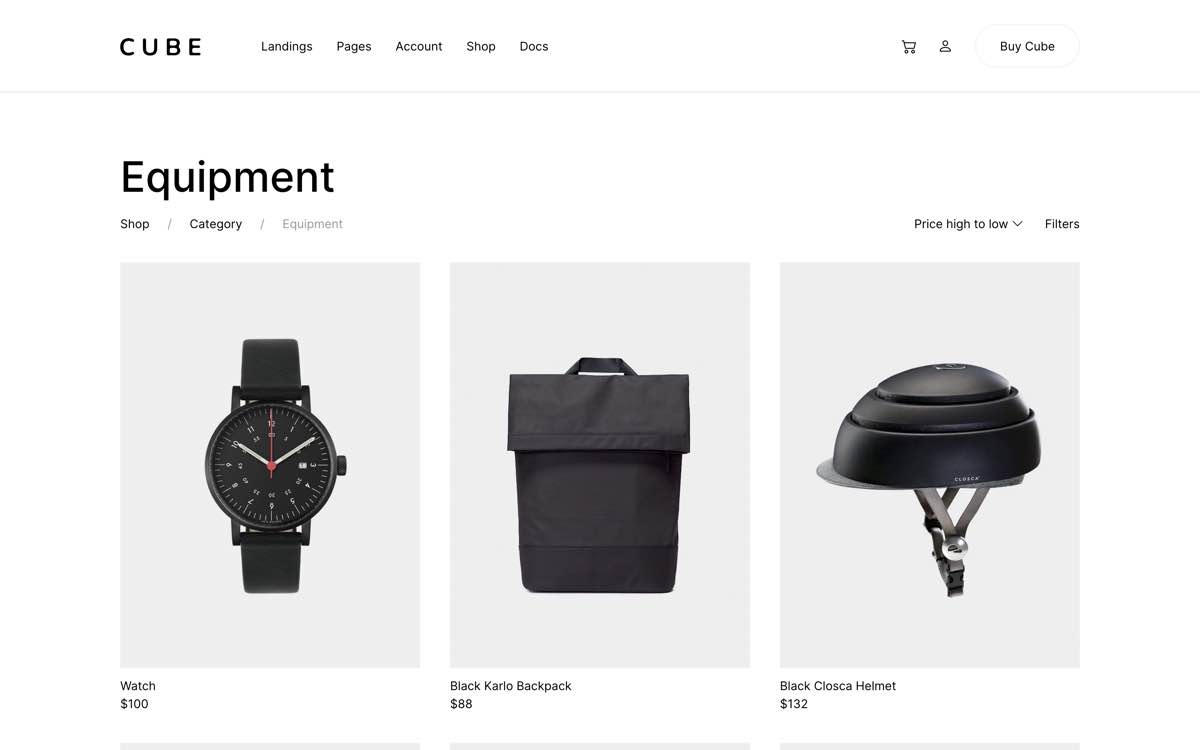 CUBE
Landings Pages Account Shop Docs
Buy Cube
Equipment
Shop / Category / Equipment
Price high to low
Filters
CLOSCA
Watch
$100
Black Karlo Backpack
$88
Black Closca Helmet
$132